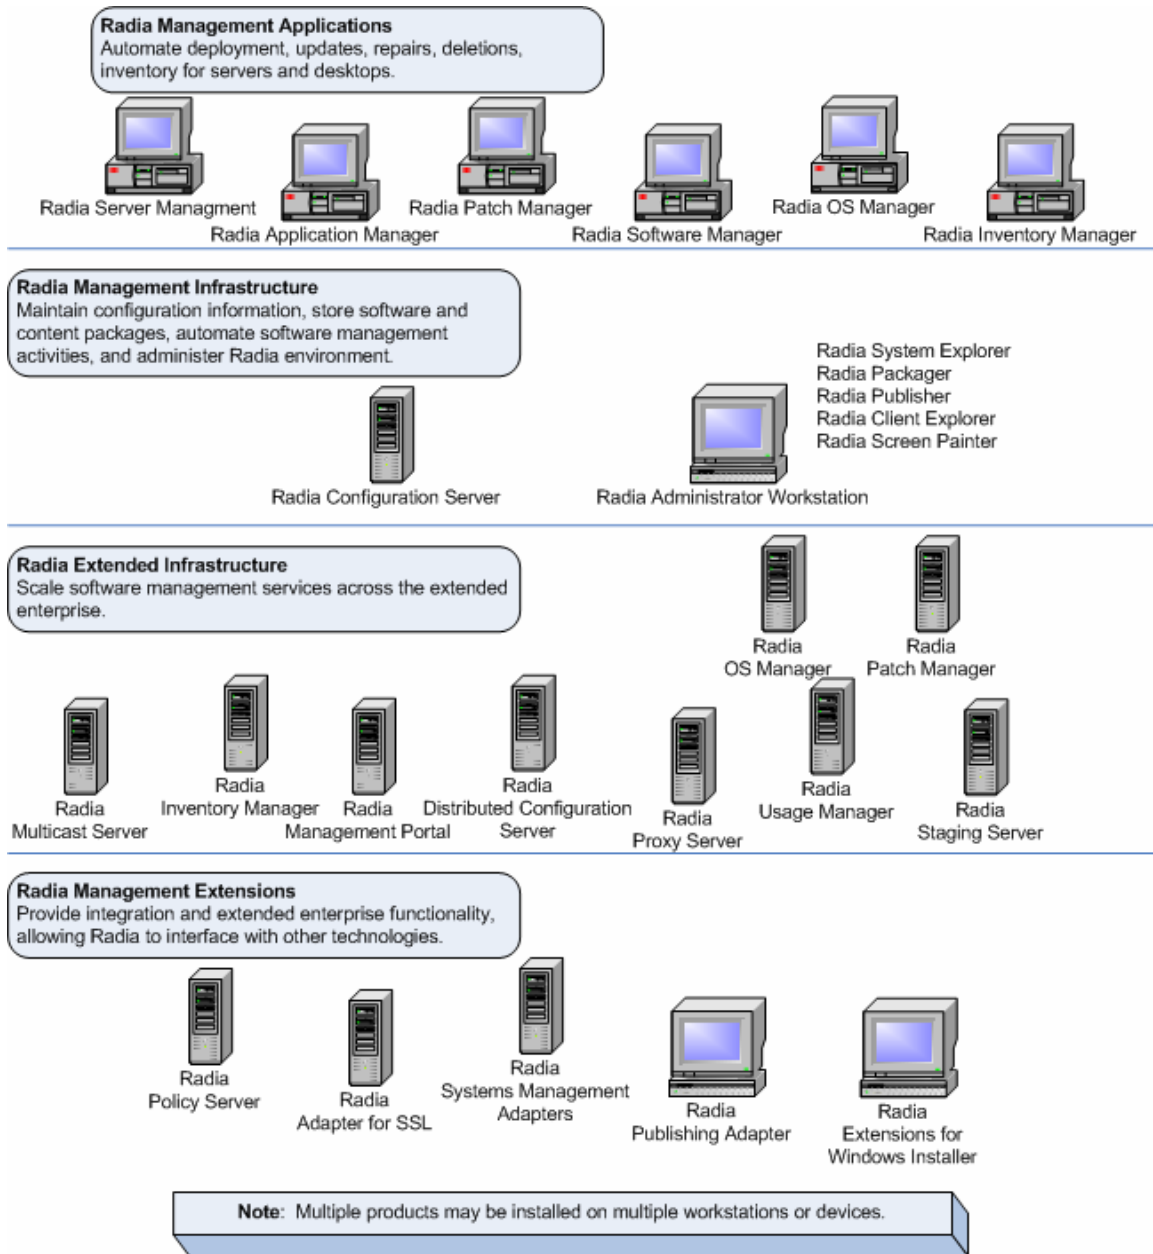 Radia Management Applications
Automate deployment, updates, repairs, deletions,
inventory for servers and desktops.
Radia Server Managment
Radia Application Manager
Radia Patch Manager
Radia Software Manager
Radia OS Manager
Radia Inventory Manager
Radia Management Infrastructure
Maintain configuration information, store software and
content packages, automate software management
activities, and administer Radia environment.
Radia System Explorer
Radia Packager
Radia Publisher
Radia Client Explorer
Radia Screen Painter
Radia Configuration Server
Radia Administrator Workstation
Radia Extended Infrastructure
Scale software management services across the extended
enterprise.
Radia
OS Manager
Radia
Patch Manager
Radia
Multicast Server
Radia
Inventory Manager
Radia
Management Portal
Radia
Distributed Configuration
Server
Radia
Proxy Server
Radia
Usage Manager
Radia
Staging Server
Radia Management Extensions
Provide integration and extended enterprise functionality,
allowing Radia to interface with other technologies.
Radia
Policy Server
Radia
Adapter for SSL
Radia
Systems Management
Adapters
Radia
Publishing Adapter
Radia
Extensions for
Windows Installer
Note: Multiple products may be installed on multiple workstations or devices.